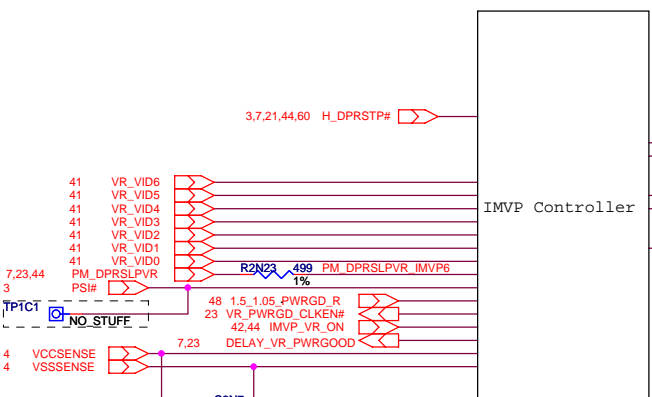 3,7,21,44,60 H_DPRSTP#
41 VR_VID6
41 VR_VID5
41 VR_VID4
IMVP Controller
41 VR_VID3
41 VR_VID2
41 VR_VID1
41 VR_VID0
7,23,44 PM_DPRSLPVR R2N23 499 PM_DPRSLPVR_IMVP6
1%
3 PSI#
48 1.5_1.05_PWRGD_R
TP1C1
23 VR_PWRGD_CLKEN#
NO_STUFF
42,44 IMVP_VR_ON
7,23 DELAY_VR_PWRGOOD
4 VCCSENSE
4 VSSSENSE